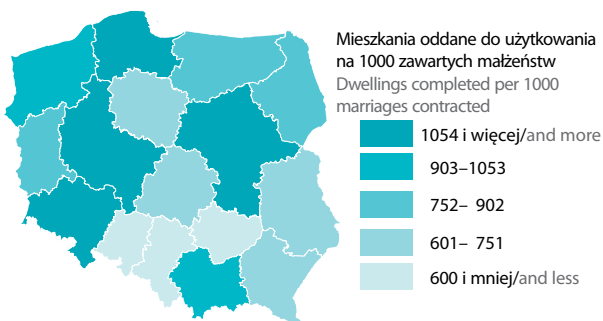 Mieszkania oddane do użytkowania
na 1000 zawartych małżeństw
Dwellings completed per 1000
marriages contracted
1054 i więcej/and more
903–1053
752– 902
601– 751
600 i mniej/and less